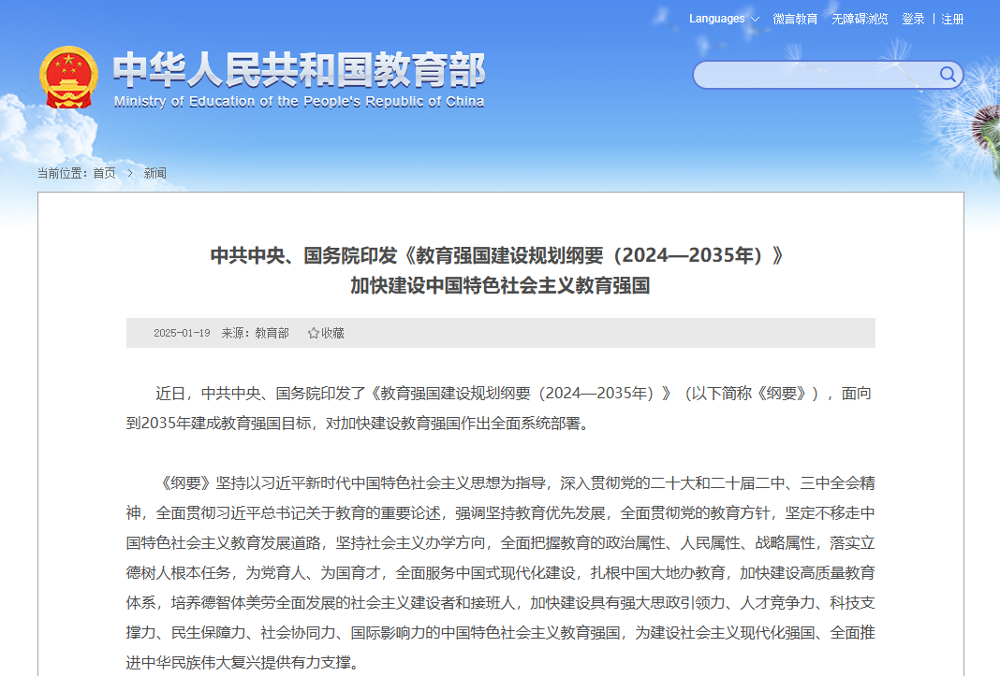 Languages 微言教育 无障碍浏览 登录 | 注册
中华人民共和国教育部
Ministry of Education of the People's Republic of China
当前位置：首页 > 新闻
中共中央、国务院印发《教育强国建设规划纲要（2024—2035年）》
加快建设中国特色社会主义教育强国
2025-01-19 来源：教育部 ☆收藏
近日，中共中央、国务院印发了《教育强国建设规划纲要（2024—2035年）》（以下简称《纲要》），面向
到2035年建成教育强国目标，对加快建设教育强国作出全面系统部署。
《纲要》坚持以习近平新时代中国特色社会主义思想为指导，深入贯彻党的二十大和二十届二中、三中全会精
神，全面贯彻习近平总书记关于教育的重要论述，强调坚持教育优先发展，全面贯彻党的教育方针，坚定不移走中
国特色社会主义教育发展道路，坚持社会主义办学方向，全面把握教育的政治属性、人民属性、战略属性，落实立
德树人根本任务，为党育人、为国育才，全面服务中国式现代化建设，扎根中国大地办教育，加快建设高质量教育
体系，培养德智体美劳全面发展的社会主义建设者和接班人，加快建设具有强大思政引领力、人才竞争力、科技支
撑力、民生保障力、社会协同力、国际影响力的中国特色社会主义教育强国，为建设社会主义现代化强国、全面推
进中华民族伟大复兴提供有力支撑。